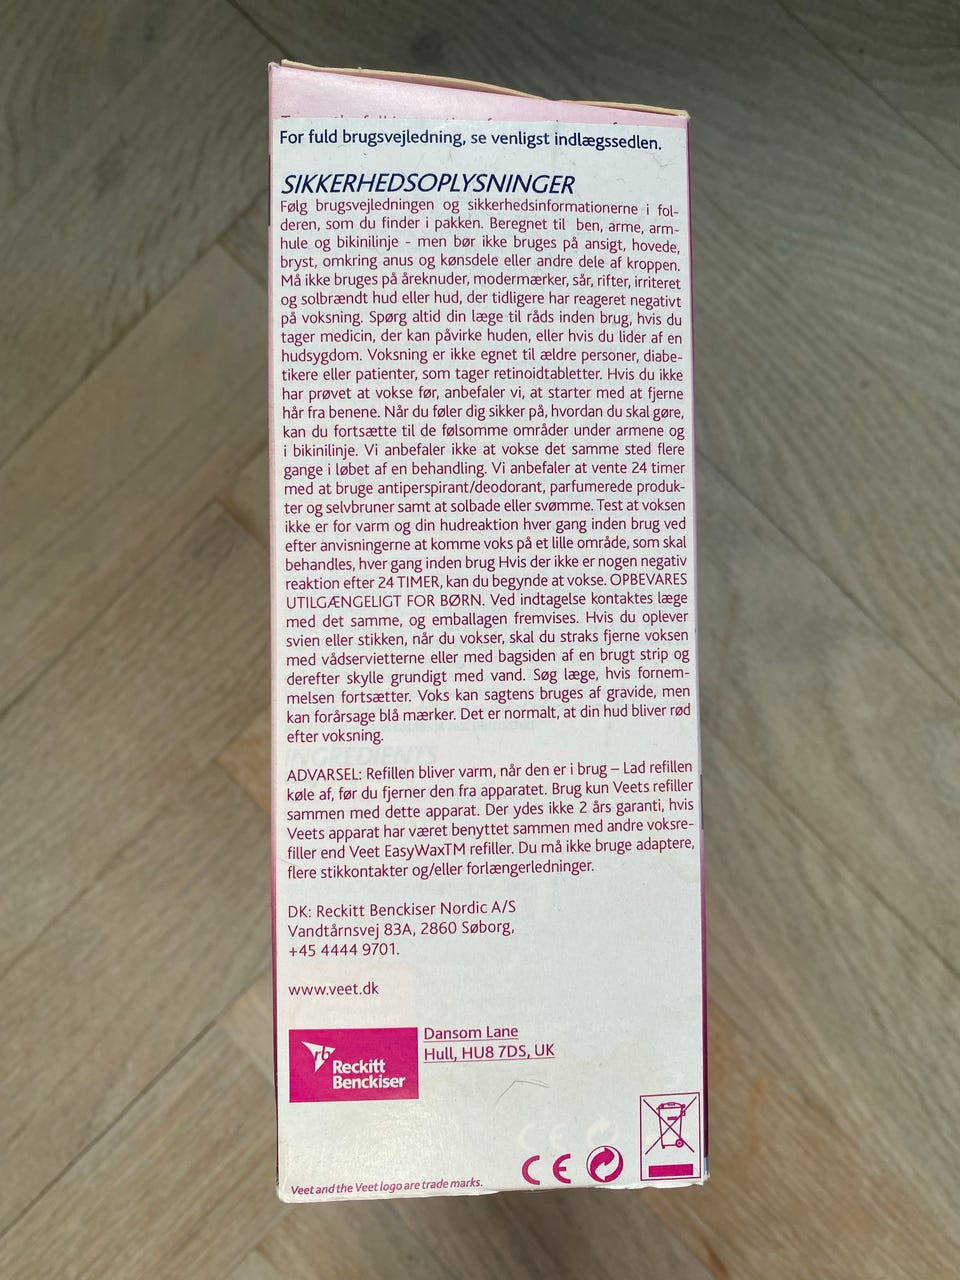 For fuld brugsvejledning, se venligst indlægssedlen.
SIKKERHEDSOPLYSNINGER
Følg brugsvejledningen og sikkerhedsinformationerne i fol-
deren, som du finder i pakken. Beregnet til ben, arme, arm-
hule og bikinilinje - men bør ikke bruges på ansigt, hovede,
bryst, omkring anus og kønsdele eller andre dele af kroppen.
Må ikke bruges på åreknuder, modermærker, sår, rifter, irriteret
og solbrændt hud eller hud, der tidligere har reageret negativt
på voksning. Spørg altid din læge til råds inden brug, hvis du
tager medicin, der kan påvirke huden, eller hvis du lider af en
hudsygdom. Voksning er ikke egnet til ældre personer, diabe-
tikere eller patienter, som tager retinoidtabletter. Hvis du ikke
har prøvet at vokse før, anbefaler vi, at starter med at fjerne
hår fra benene. Når du føler dig sikker på, hvordan du skal gøre,
kan du fortsætte til de følsomme områder under armene og
i bikinilinje. Vi anbefaler ikke at vokse det samme sted flere
gange i løbet af en behandling. Vi anbefaler at vente 24 timer
med at bruge antiperspirant/deodorant, parfumerede produk-
ter og selvbruner samt at solbade eller svømme. Test at voksen
ikke er for varm og din hudreaktion hver gang inden brug ved
efter anvisningerne at komme voks på et lille område, som skal
behandles, hver gang inden brug Hvis der ikke er nogen negativ
reaktion efter 24 TIMER, kan du begynde at vokse. OPBEVARES
UTILGÆNGELIGT FOR BØRN. Ved indtagelse kontaktes læge
med det samme, og emballagen fremvises. Hvis du oplever
svien eller stikken, når du vokser, skal du straks fjerne voksen
med vådservietterne eller med bagsiden af en brugt strip og
derefter skylle grundigt med vand. Søg læge, hvis fornem-
melsen fortsætter. Voks kan sagtens bruges af gravide, men
kan forårsage blå mærker. Det er normalt, at din hud bliver rød
efter voksning.
INGREDIENTS
ADVARSEL: Refillen bliver varm, når den er i brug – Lad refillen
køle af, før du fjerner den fra apparatet. Brug kun Veets refiller
sammen med dette apparat. Der ydes ikke 2 års garanti, hvis
Veets apparat har været benyttet sammen med andre voksre-
filler end Veet EasyWaxTM refiller. Du må ikke bruge adaptere,
flere stikkontakter og/eller forlængerledninger.
DK: Reckitt Benckiser Nordic A/S
Vandtårnsvej 83A, 2860 Søborg,
+45 4444 9701.
www.veet.dk
rb Reckitt
Benckiser
Dansom Lane
Hull, HU8 7DS, UK
CE
Veet and the Veet logo are trade marks.